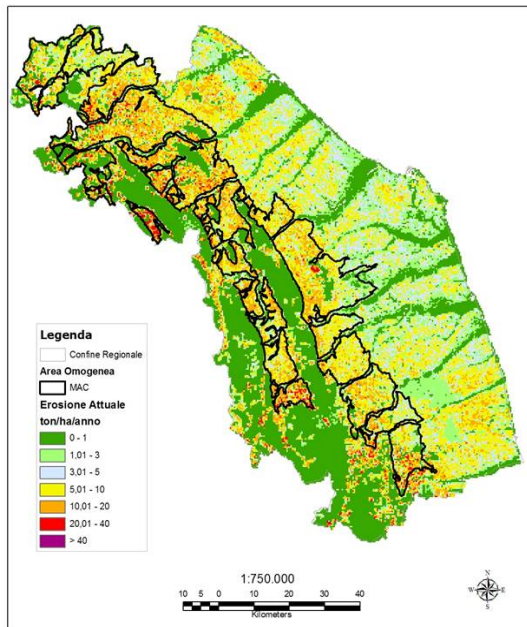 Legenda
Confine Regionale
Area Omogenea
MAC
Erosione Attuale
ton/ha/anno
0 - 1
1,01 - 3
3,01 - 5
5,01 - 10
10,01 - 20
20,01 - 40
> 40
1:750.000
10 5 0 10 20 30 40
Kilometers
N
W E
S